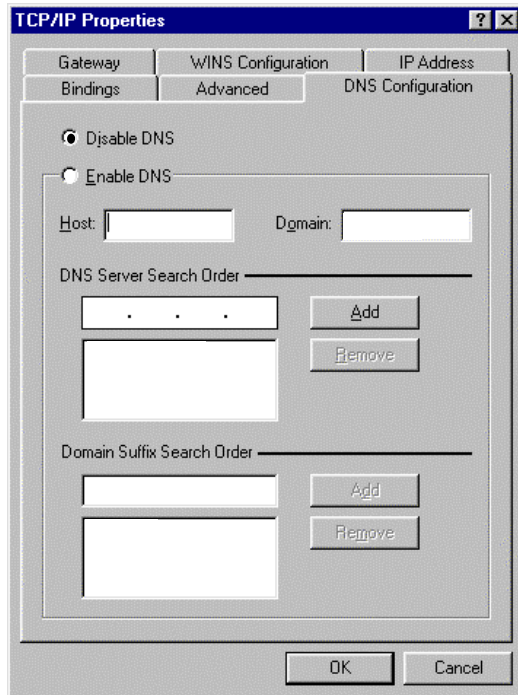 TCP/IP Properties ? X
Gateway WINS Configuration IP Address
Bindings Advanced DNS Configuration
Disable DNS
Enable DNS
Host: Domain:
DNS Server Search Order
. . . Add
Remove
Domain Suffix Search Order
Add
Remove
OK Cancel